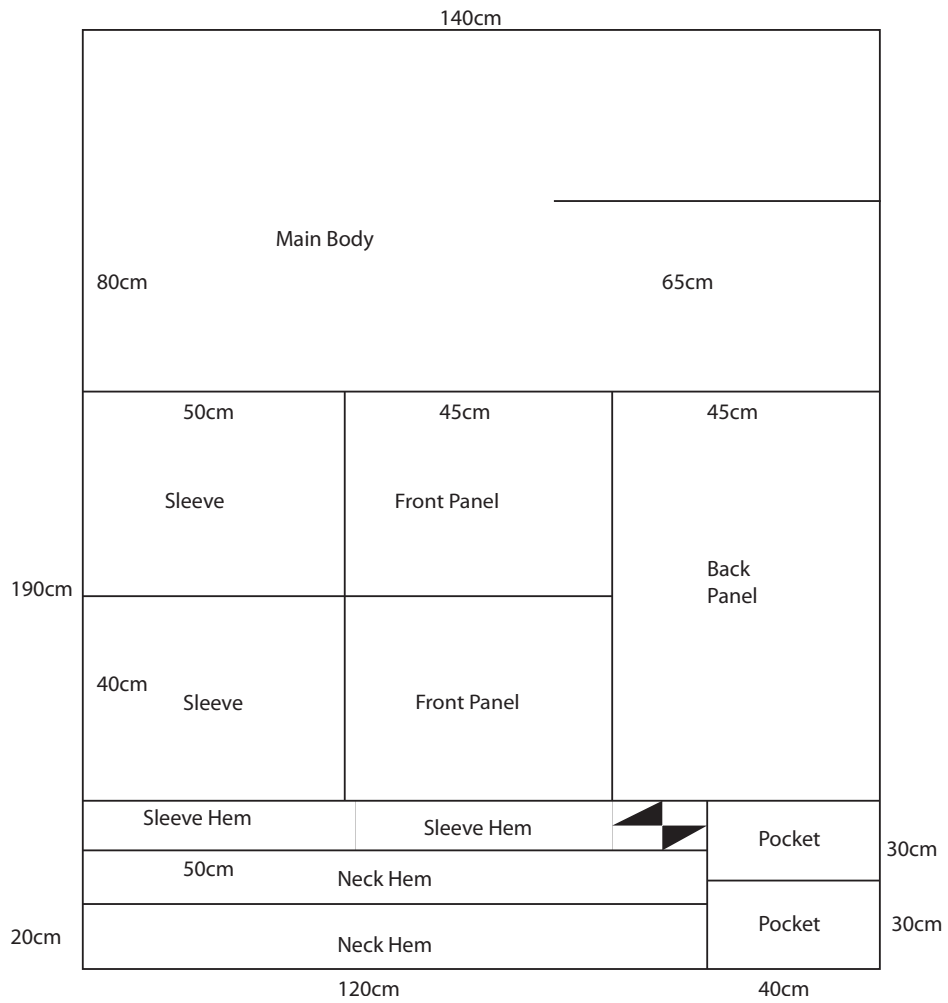 140cm
Main Body
80cm
65cm
50cm
45cm
45cm
Sleeve
Front Panel
Back
Panel
190cm
40cm
Sleeve
Front Panel
Sleeve Hem
Sleeve Hem
Pocket
30cm
50cm
Neck Hem
Pocket
30cm
20cm
Neck Hem
120cm
40cm